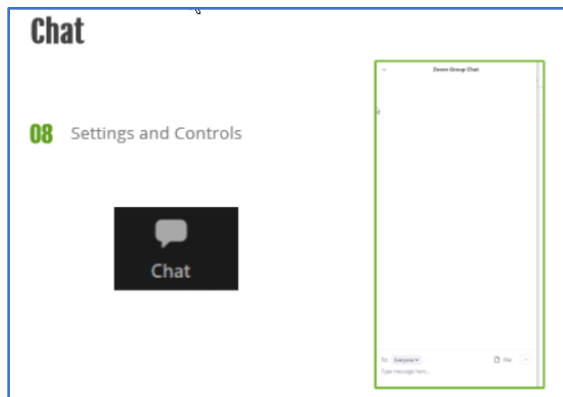 Chat
08 Settings and Controls
Chat
Zoom Group Chat
To: Everyone
File
Type message here...